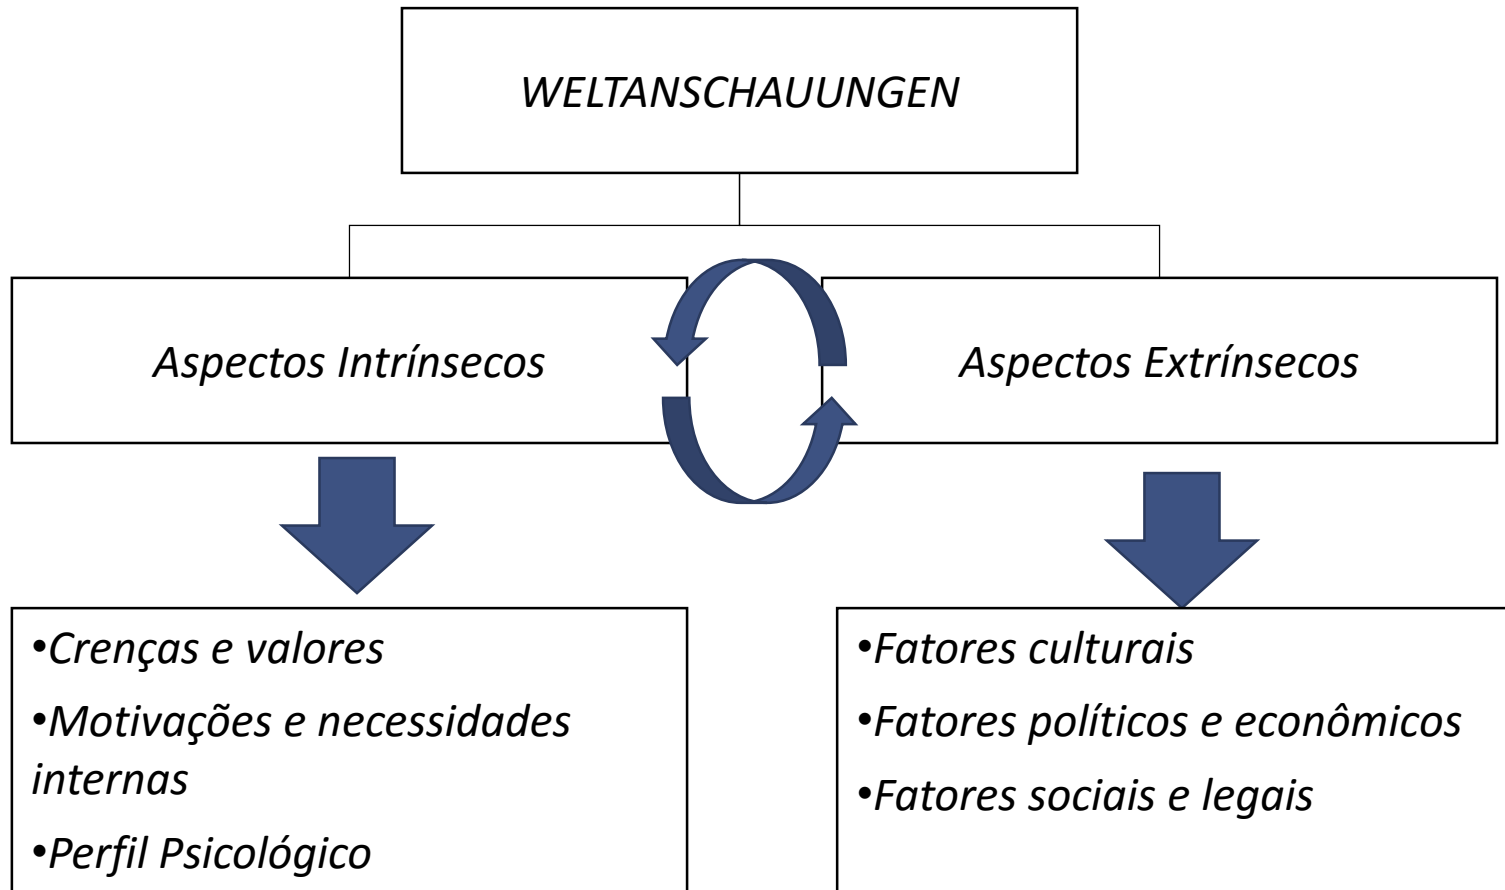 WELTANSCHAUUNGEN
Aspectos Intrínsecos
Aspectos Extrínsecos
•Crenças e valores
•Motivações e necessidades
internas
•Perfil Psicológico
•Fatores culturais
•Fatores políticos e econômicos
•Fatores sociais e legais